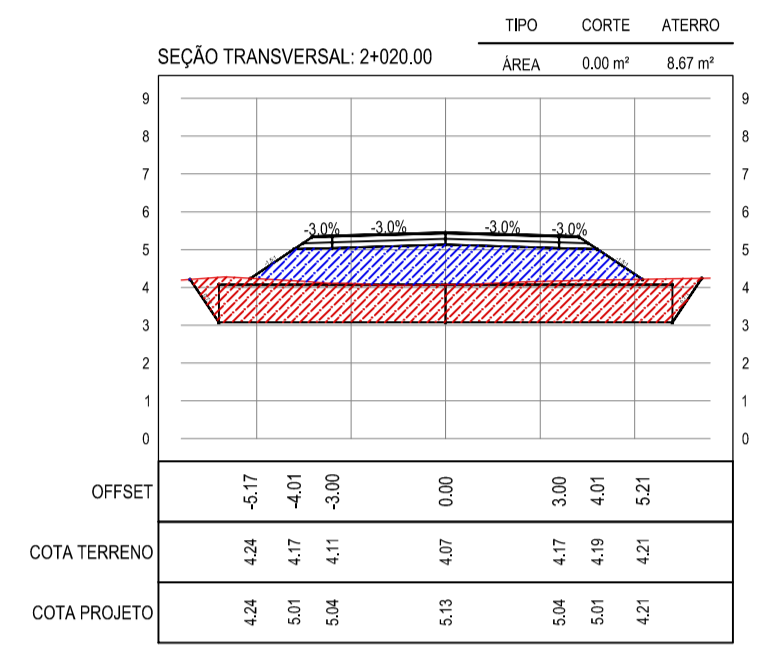 TIPO CORTE ATERRO
SEÇÃO TRANSVERSAL: 2+020.00
ÁREA 0.00 m² 8.67 m²
9 9
8 8
7 7
6 6
-3.0% -3.0% -3.0% -3.0%
5 5
4 4
3 3
2 2
1 1
0 0
OFFSET -5.17 -4.01 -3.00 0.00 3.00 4.01 5.21
COTA TERRENO 4.24 4.17 4.11 4.07 4.17 4.19 4.21
COTA PROJETO 4.24 5.01 5.04 5.13 5.04 5.01 4.21